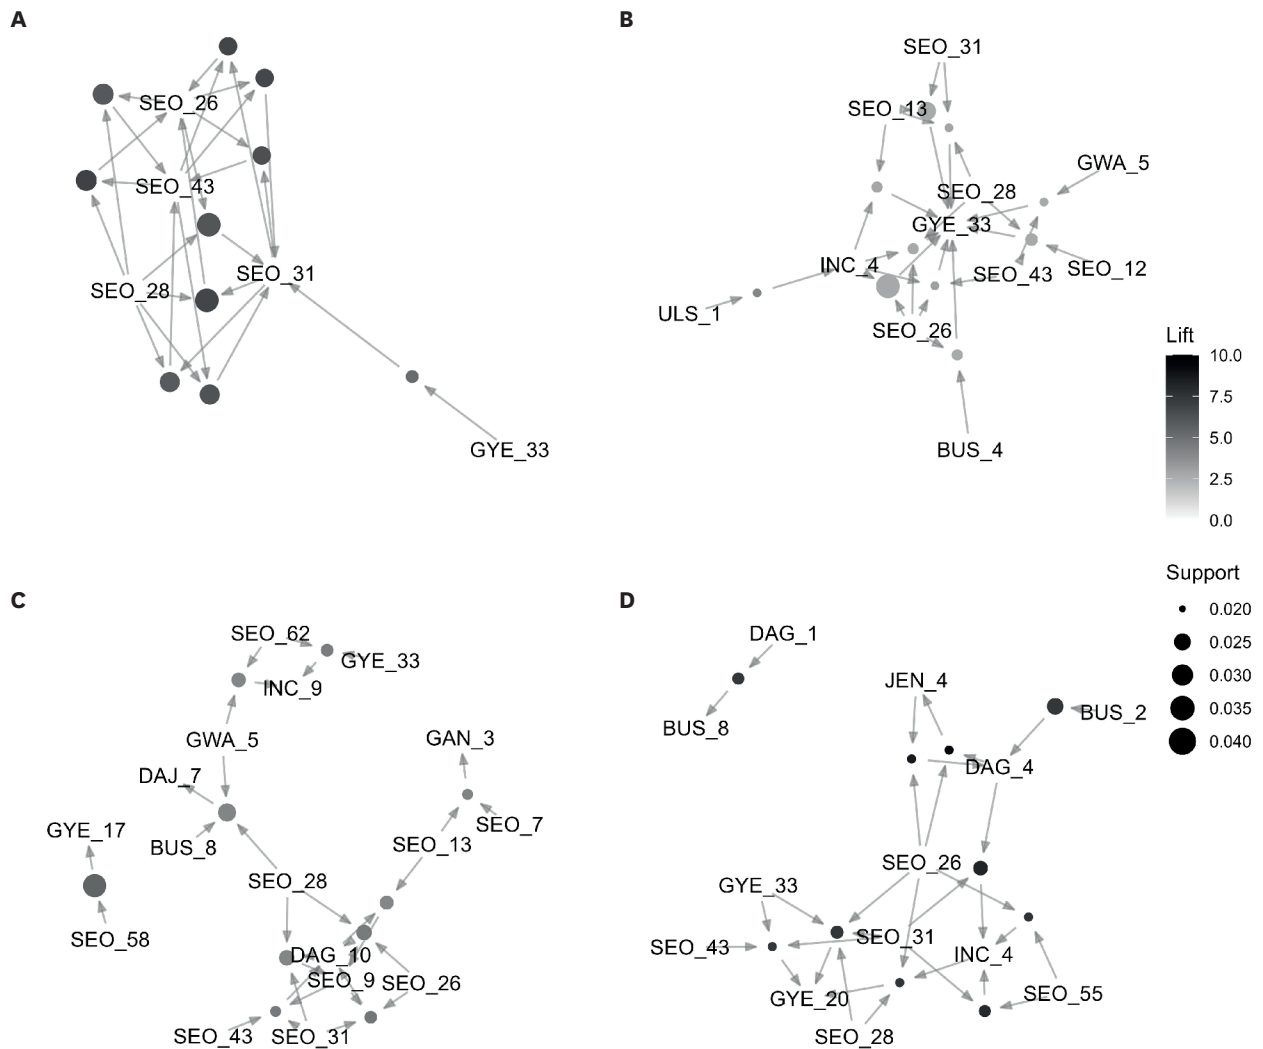 A
SEO_26
SEO_43
SEO_31
SEO_28
GYE_33
B
SEO_31
SEO_13
GWA_5
SEO_28
GYE_33
INC_4
SEO_43
SEO_12
ULS_1
SEO_26
BUS_4
Lift
10.0
7.5
5.0
2.5
0.0
Support
0.020
0.025
0.030
0.035
0.040
C
SEO_62
GYE_33
INC_9
GWA_5
GAN_3
DAJ_7
GYE_17
BUS_8
SEO_7
SEO_13
SEO_28
SEO_58
DAG_10
SEO_9
SEO_26
SEO_43
SEO_31
D
DAG_1
JEN_4
BUS_8
BUS_2
DAG_4
SEO_26
GYE_33
SEO_31
SEO_43
INC_4
GYE_20
SEO_55
SEO_28